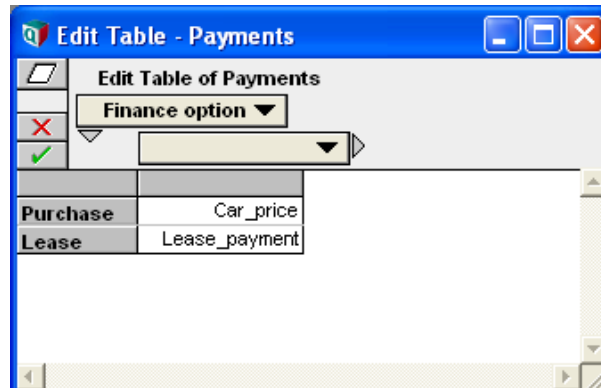 Edit Table - Payments
Edit Table of Payments
Finance option
Purchase Car_price
Lease Lease_payment